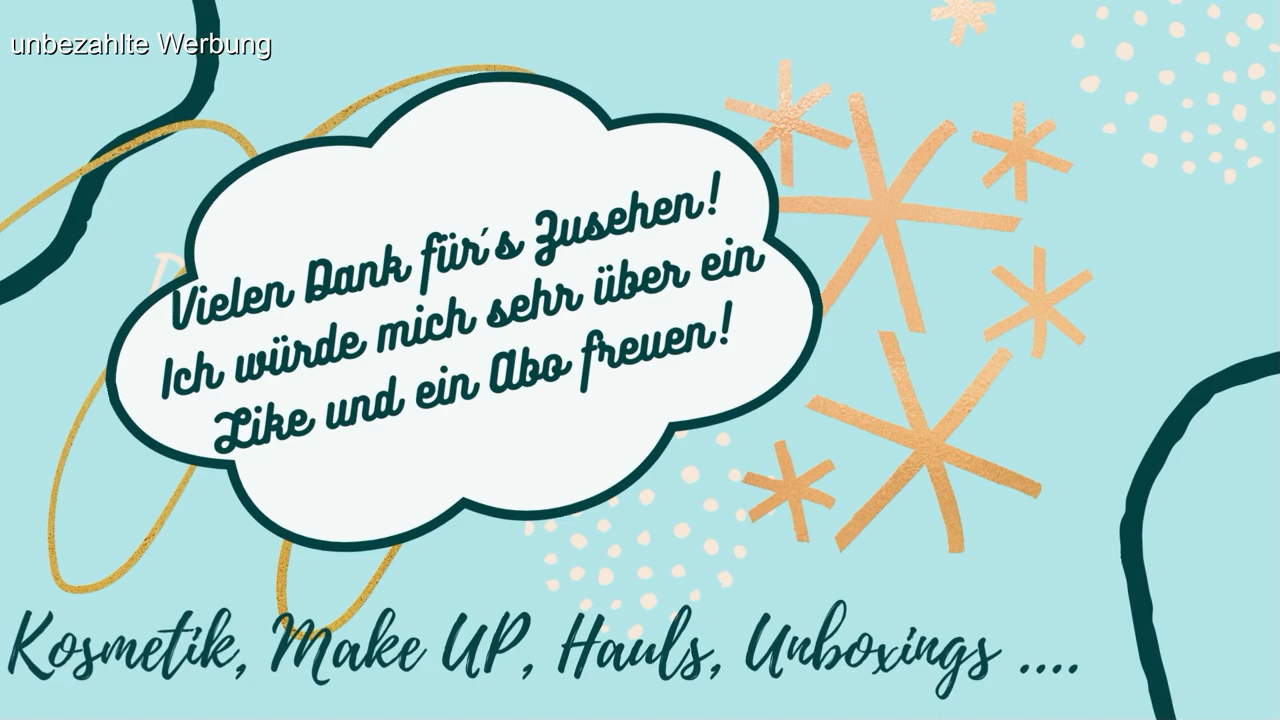 unbezahlte Werbung
Vielen Dank für´s Zusehen!
Ich würde mich sehr über ein
Like und ein Abo freuen!
Kosmetik, Make UP, Hauls, Unboxings ....